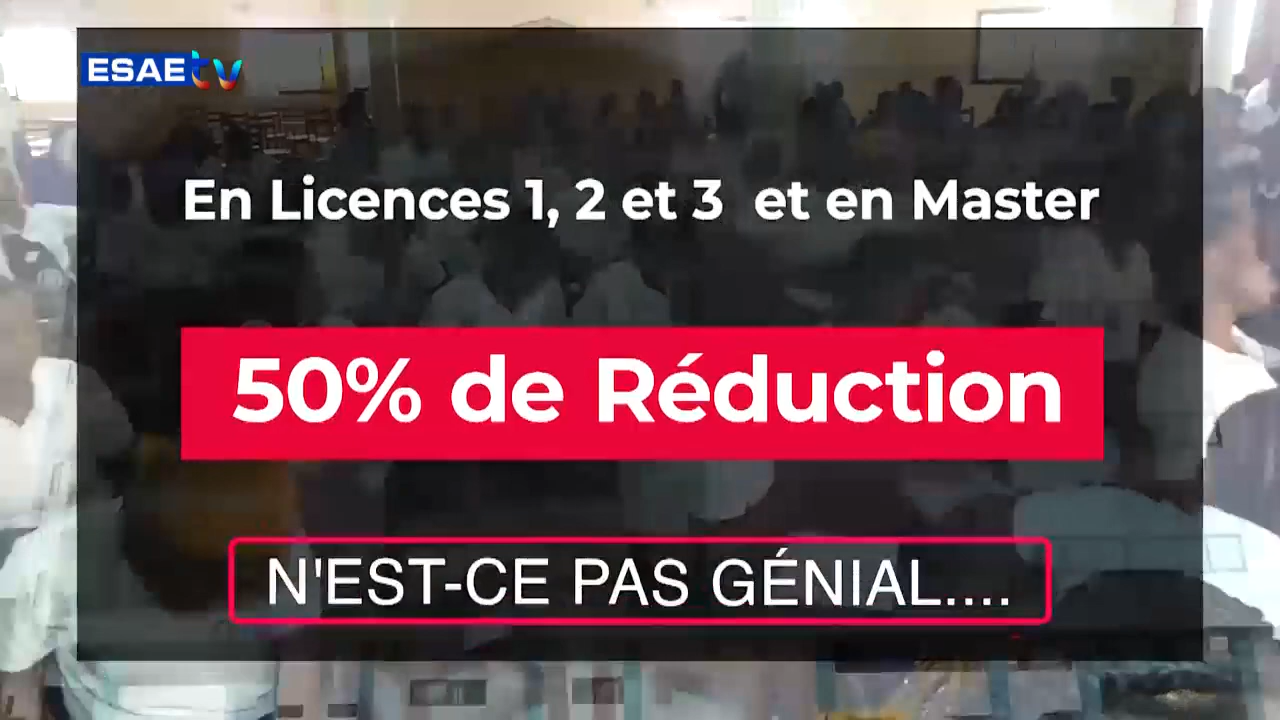 ESAE tv
En Licences 1, 2 et 3 et en Master
50% de Réduction
N'EST-CE PAS GÉNIAL....